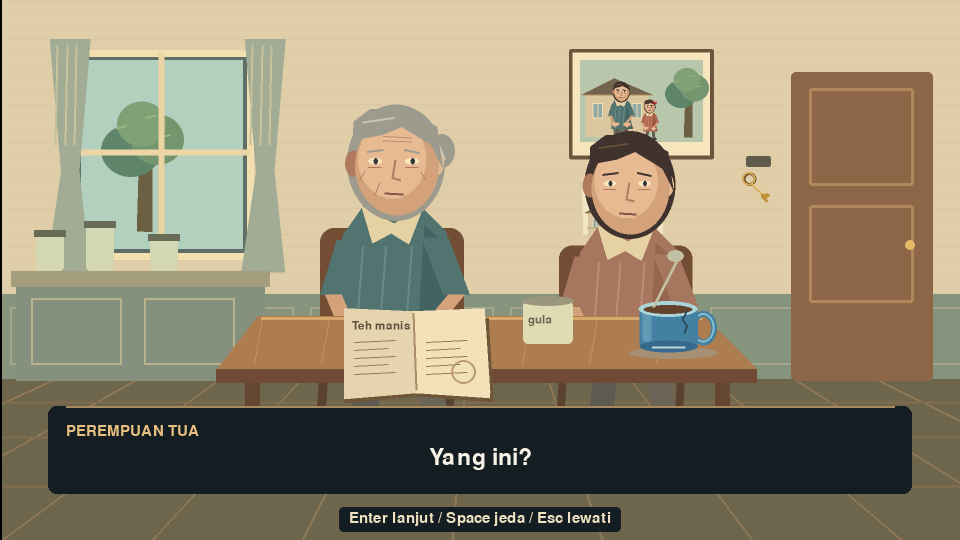 Teh manis
gula
PEREMPUAN TUA
Yang ini?
Enter lanjut / Space jeda / Esc lewati